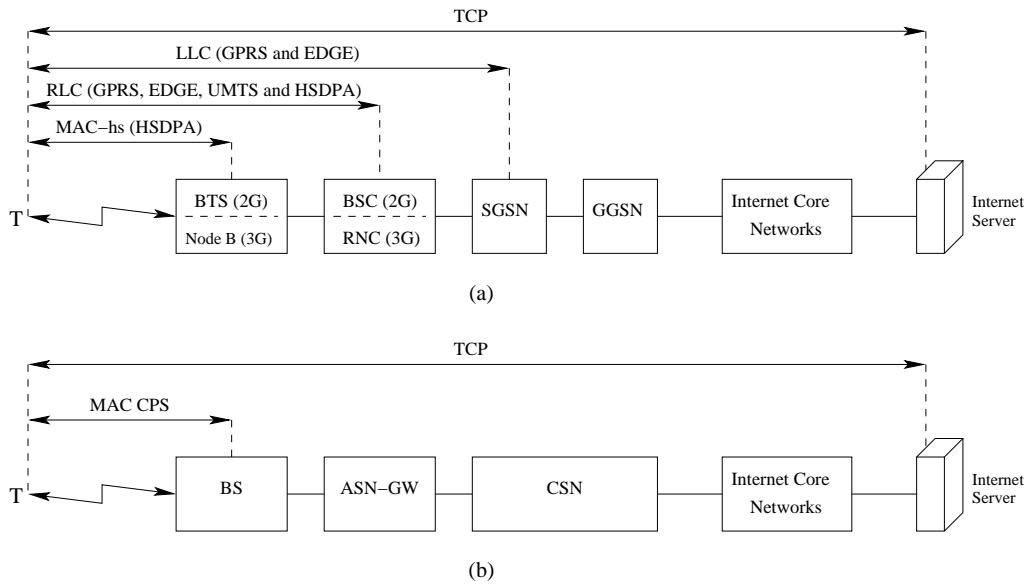 TCP
LLC (GPRS and EDGE)
RLC (GPRS, EDGE, UMTS and HSDPA)
MAC−hs (HSDPA)
T
BTS (2G)
Node B (3G)
BSC (2G)
RNC (3G)
SGSN
GGSN
Internet Core
Networks
Internet
Server
(a)
TCP
MAC CPS
T
BS
ASN−GW
CSN
Internet Core
Networks
Internet
Server
(b)